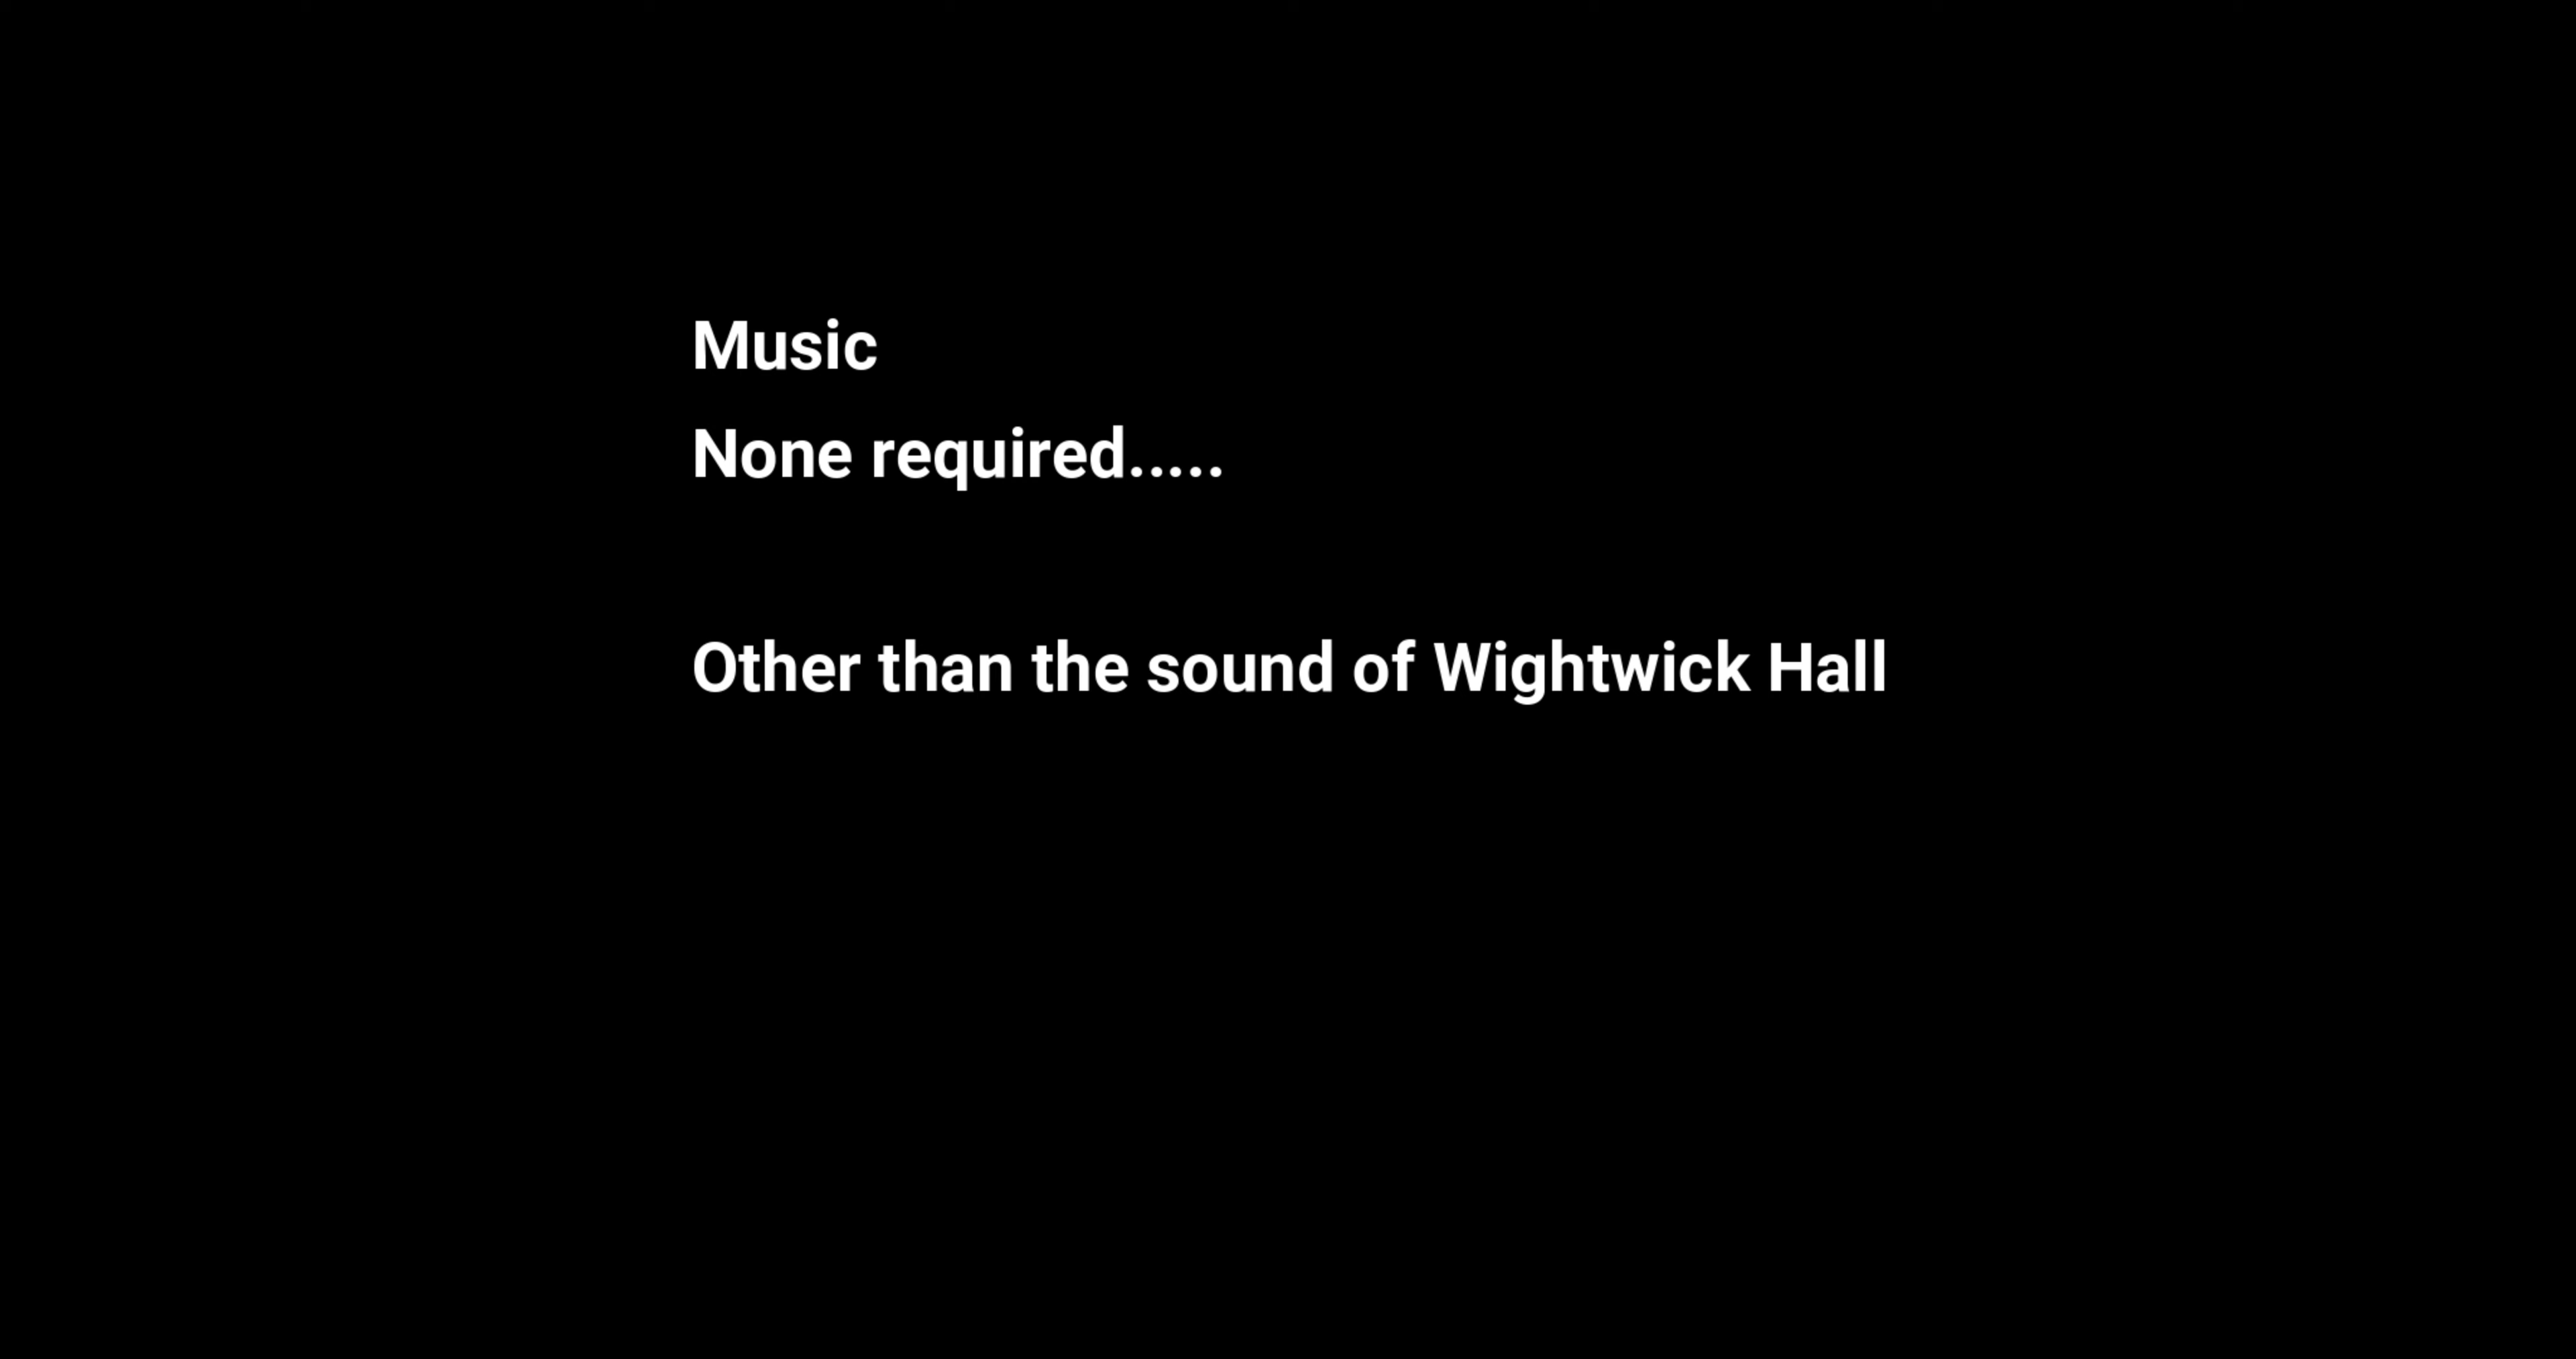 Music
None required.....
Other than the sound of Wightwick Hall